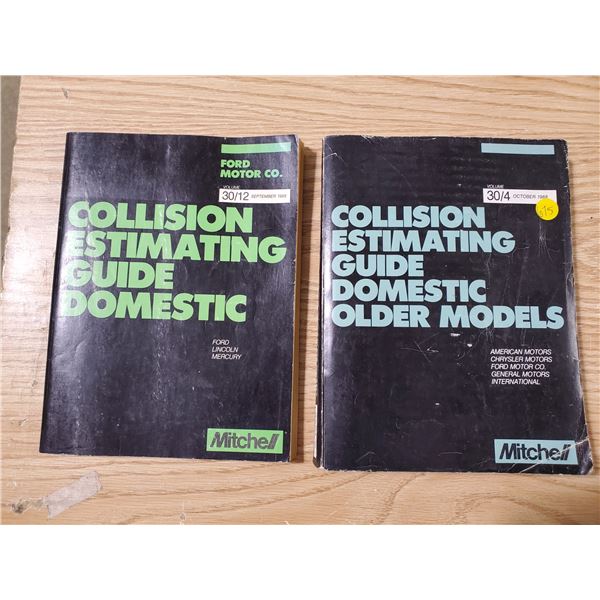 FORD
MOTOR CO.
VOLUME
30/12 SEPTEMBER 1989
COLLISION
ESTIMATING
GUIDE
DOMESTIC
FORD
LINCOLN
MERCURY
Mitchell
VOLUME
30/4 OCTOBER 1988
COLLISION
ESTIMATING
GUIDE
DOMESTIC
OLDER MODELS
AMERICAN MOTORS
CHRYSLER MOTORS
FORD MOTOR CO.
GENERAL MOTORS
INTERNATIONAL
Mitchell